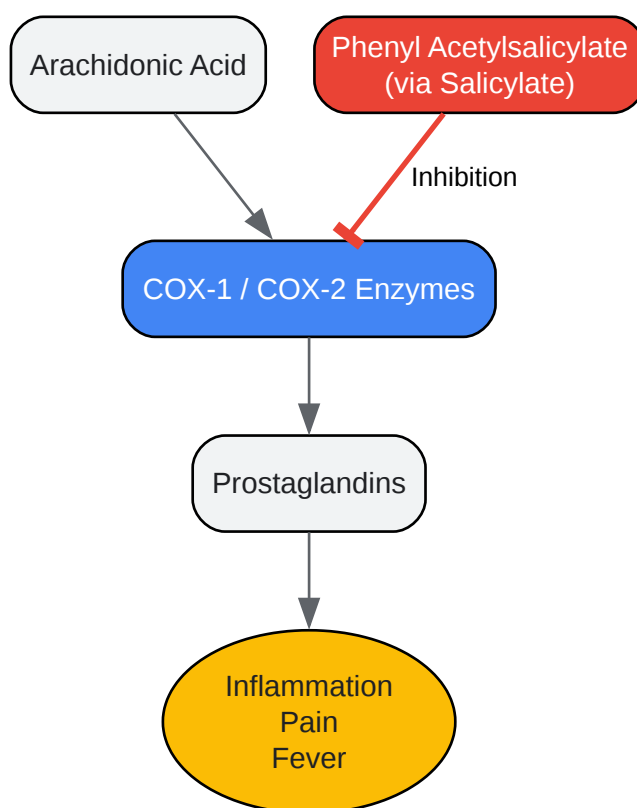 Arachidonic Acid
Phenyl Acetylsalicylate
(via Salicylate)
Inhibition
COX-1 / COX-2 Enzymes
Prostaglandins
Inflammation
Pain
Fever